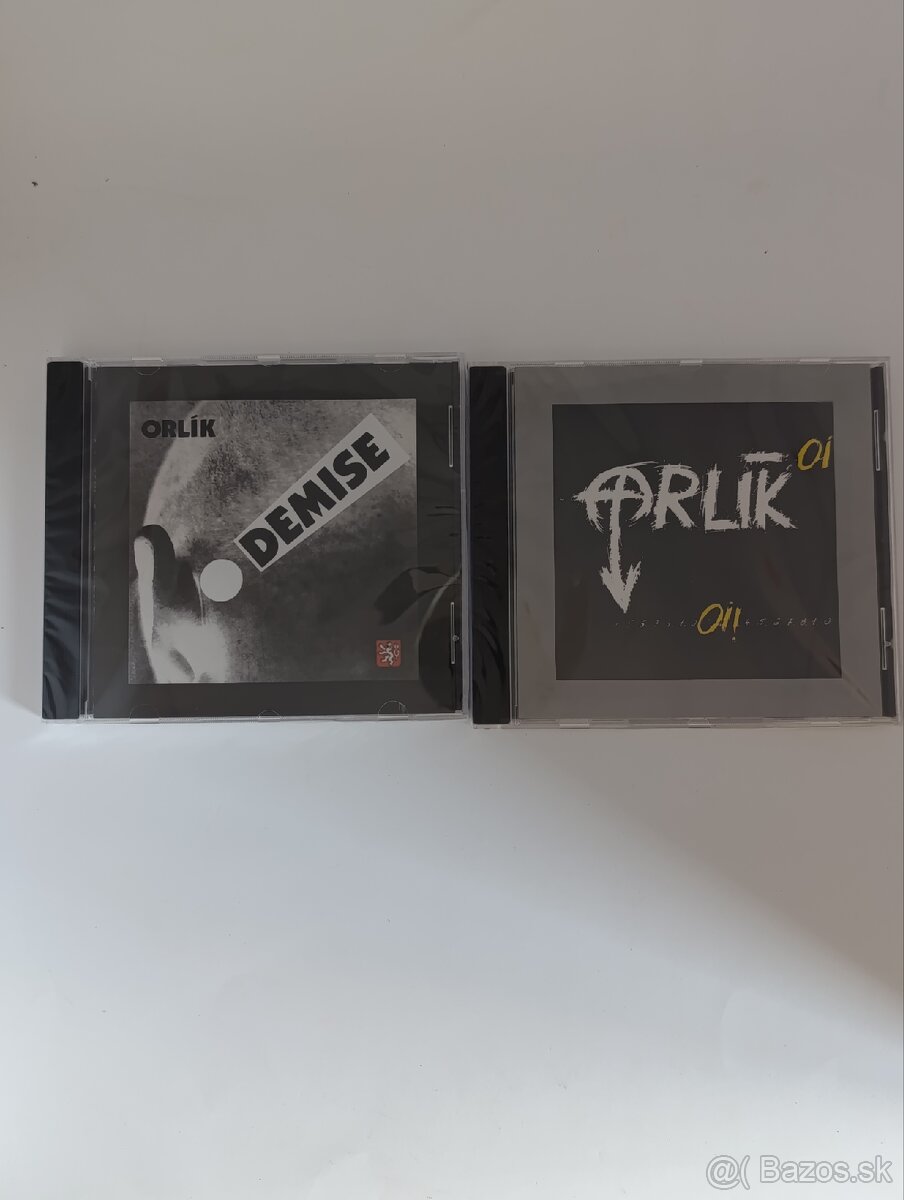 ORLÍK
DEMISE
ORLÍK
Oi
Oi!
@( Bazos.sk